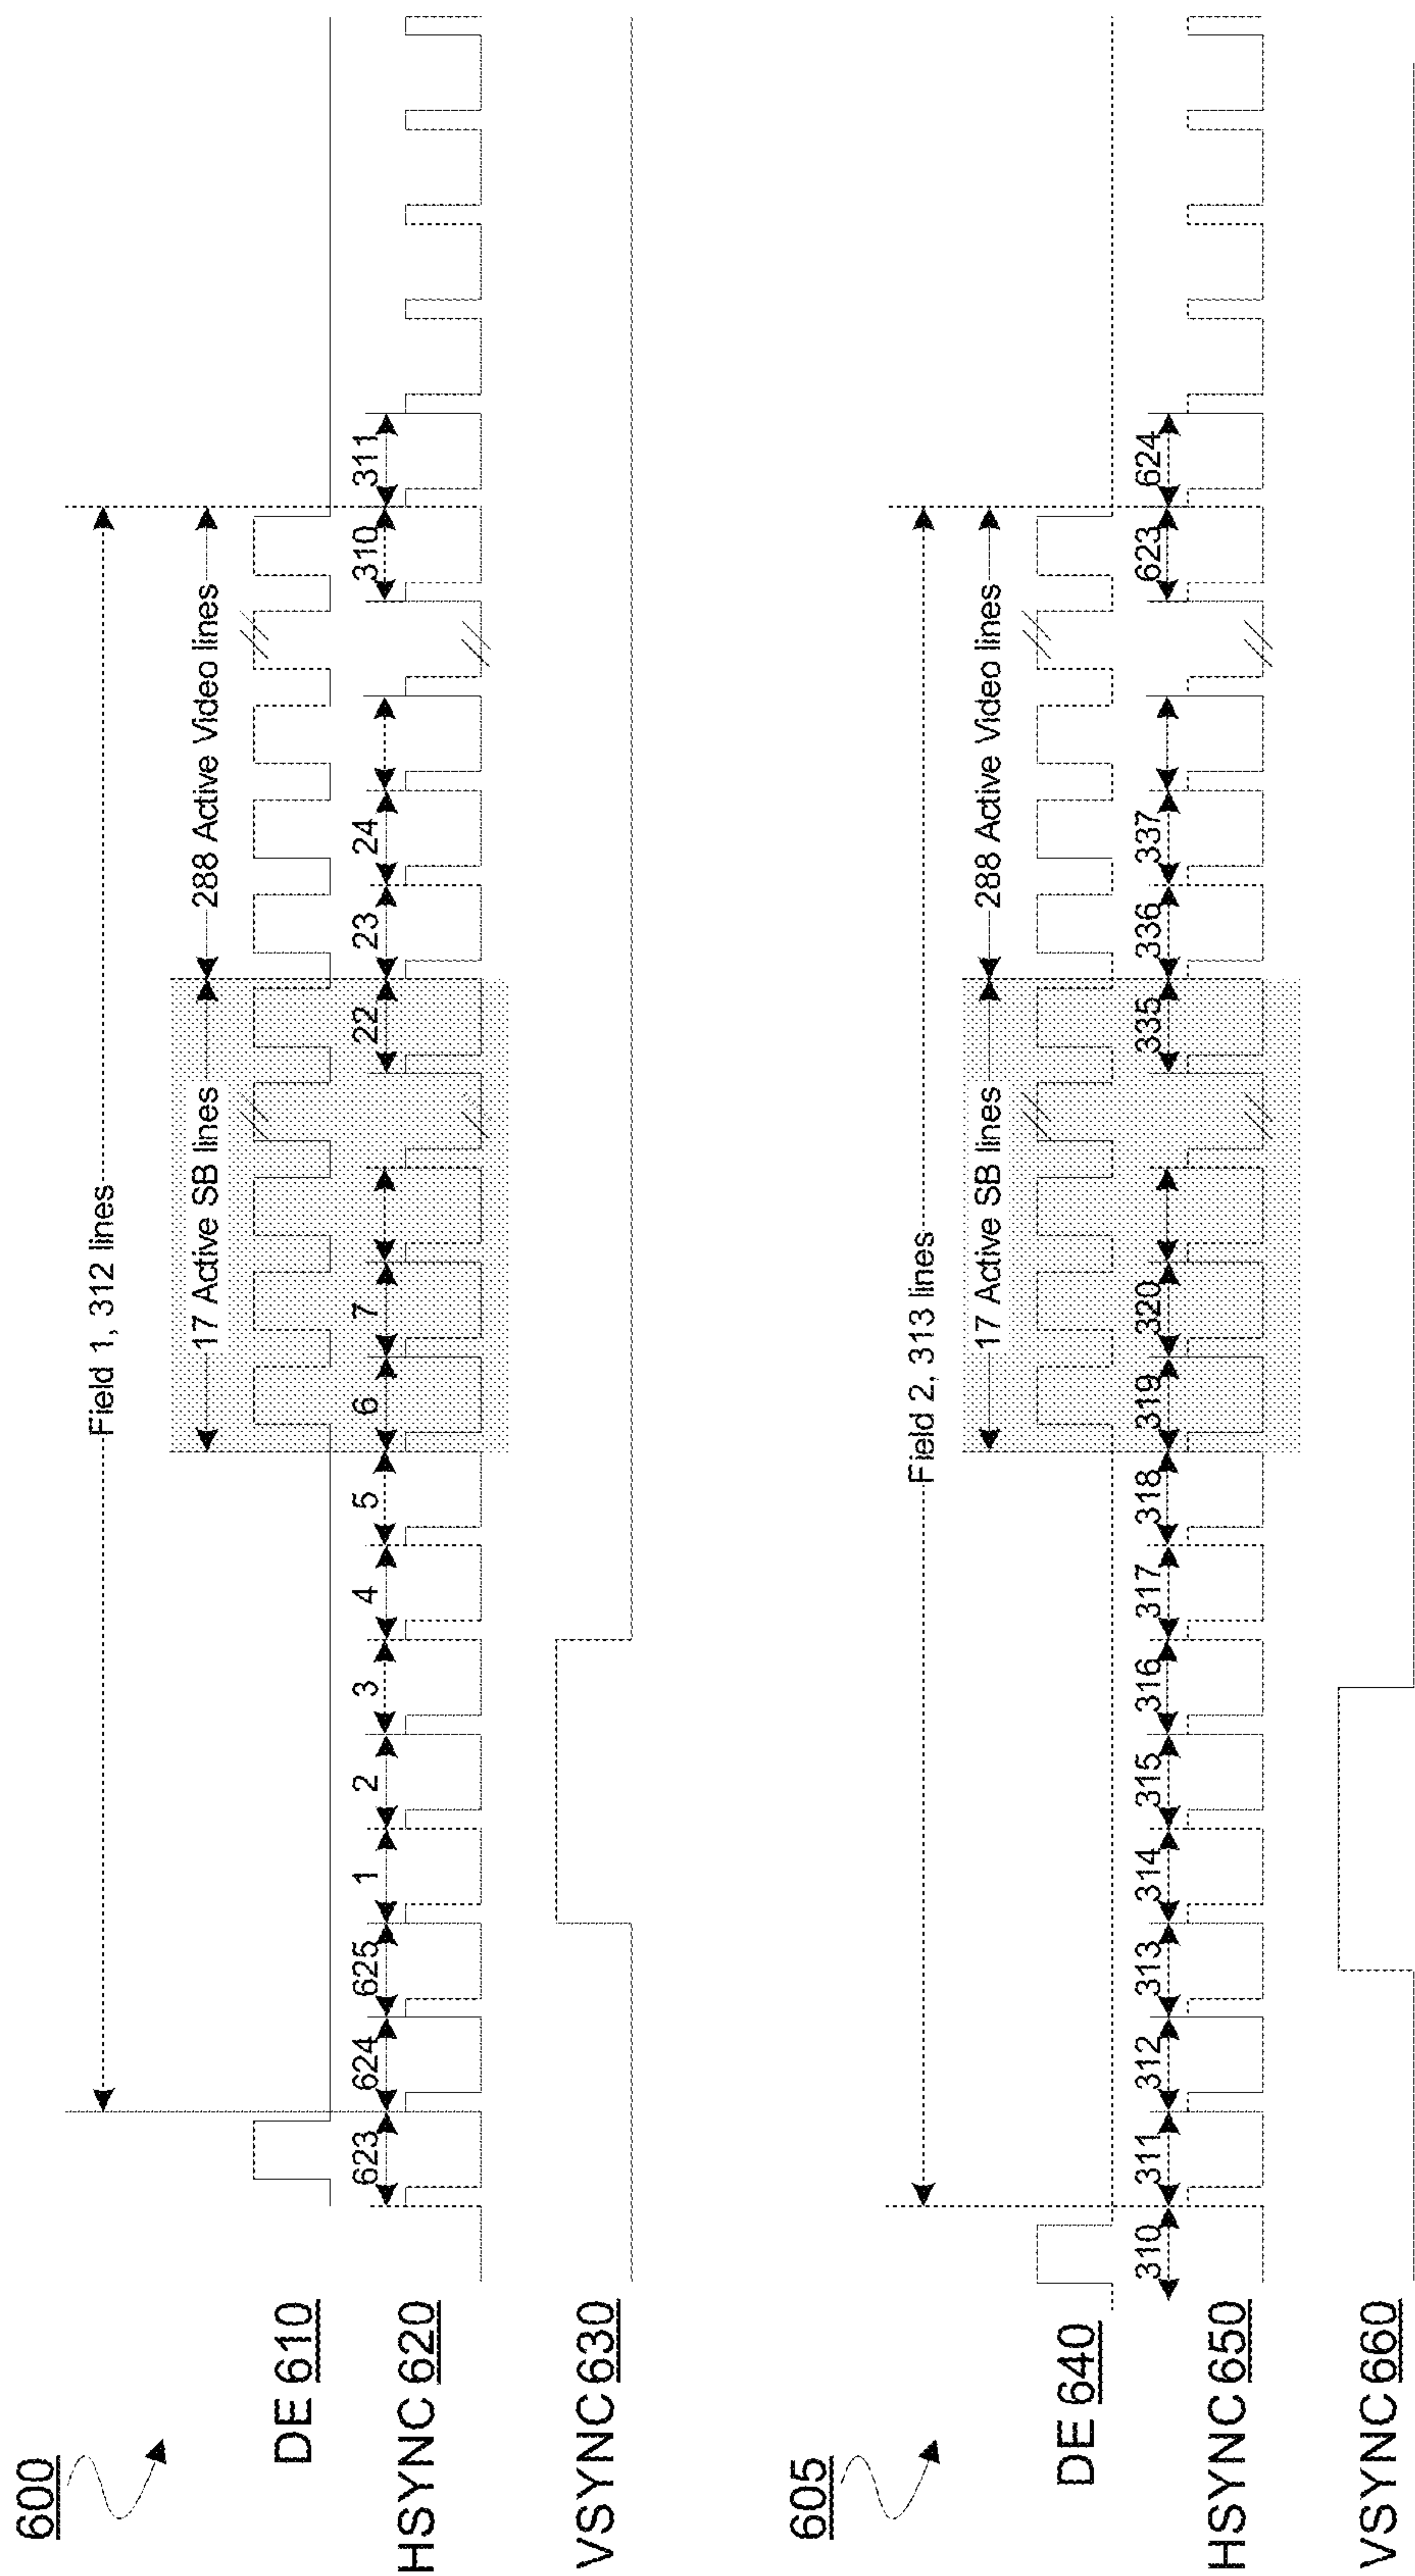 600
Field 1, 312 lines
17 Active SB lines
288 Active Video lines
DE 610
623 624 625 1 2 3 4 5 6 7 22 23 24 310 311
HSYNC 620
VSYNC 630
605
Field 2, 313 lines
17 Active SB lines
288 Active Video lines
DE 640
310 311 312 313 314 315 316 317 318 319 320 335 336 337 623 624
HSYNC 650
VSYNC 660